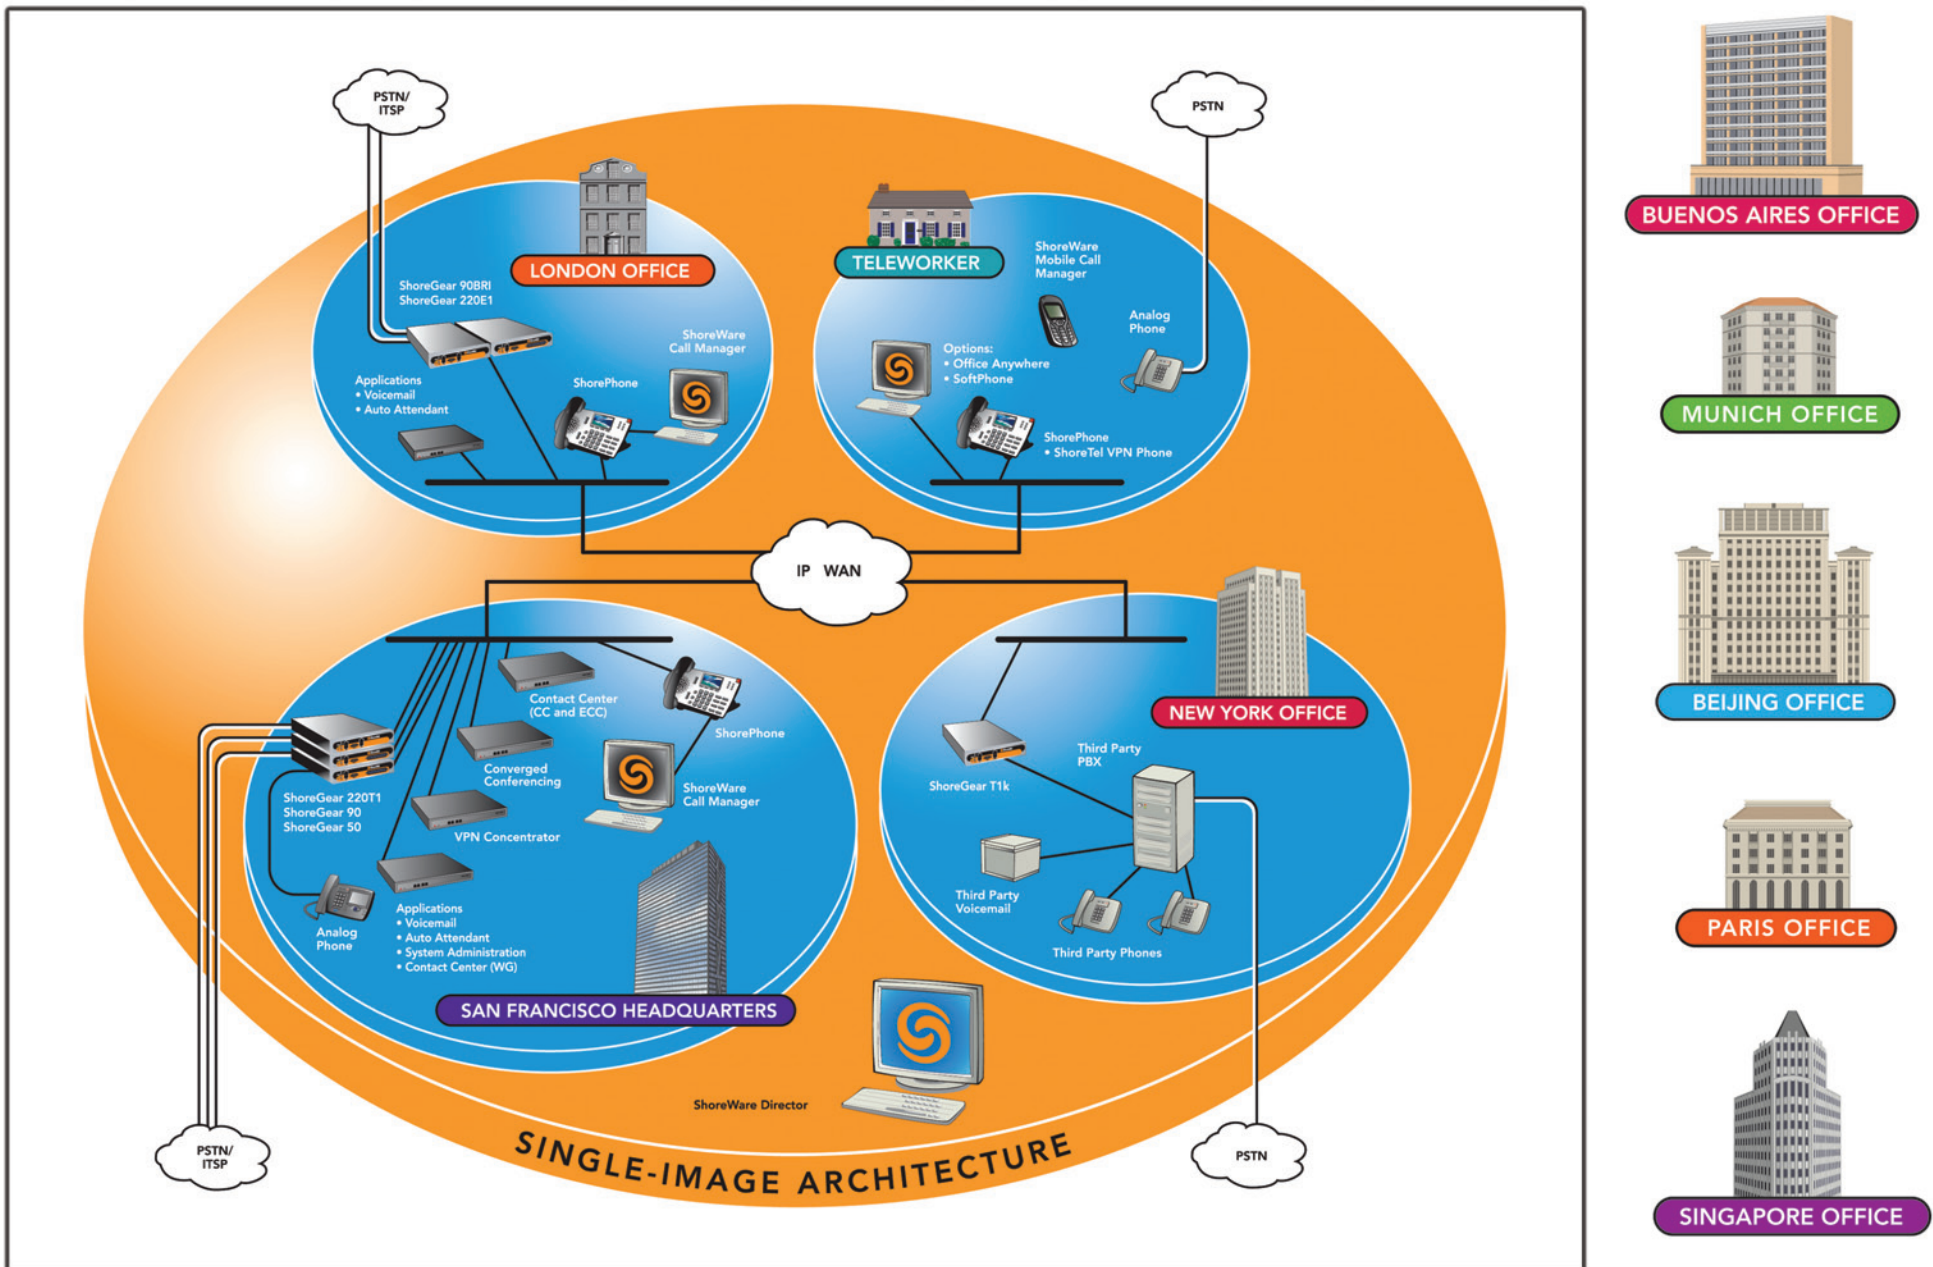 PSTN/
ITSP
PSTN
LONDON OFFICE
ShoreGear 90BRI
ShoreGear 220E1
ShoreWare
Call Manager
ShorePhone
Applications
• Voicemail
• Auto Attendant
TELEWORKER
ShoreWare
Mobile Call
Manager
Analog
Phone
Options:
• Office Anywhere
• SoftPhone
ShorePhone
• ShoreTel VPN Phone
IP WAN
Contact Center
(CC and ECC)
ShorePhone
Converged
Conferencing
ShoreWare
Call Manager
ShoreGear 220T1
ShoreGear 90
ShoreGear 50
VPN Concentrator
Analog
Phone
Applications
• Voicemail
• Auto Attendant
• System Administration
• Contact Center (WG)
SAN FRANCISCO HEADQUARTERS
NEW YORK OFFICE
ShoreGear T1k
Third Party
PBX
Third Party
Voicemail
Third Party Phones
ShoreWare Director
PSTN/
ITSP
PSTN
SINGLE-IMAGE ARCHITECTURE
BUENOS AIRES OFFICE
MUNICH OFFICE
BEIJING OFFICE
PARIS OFFICE
SINGAPORE OFFICE